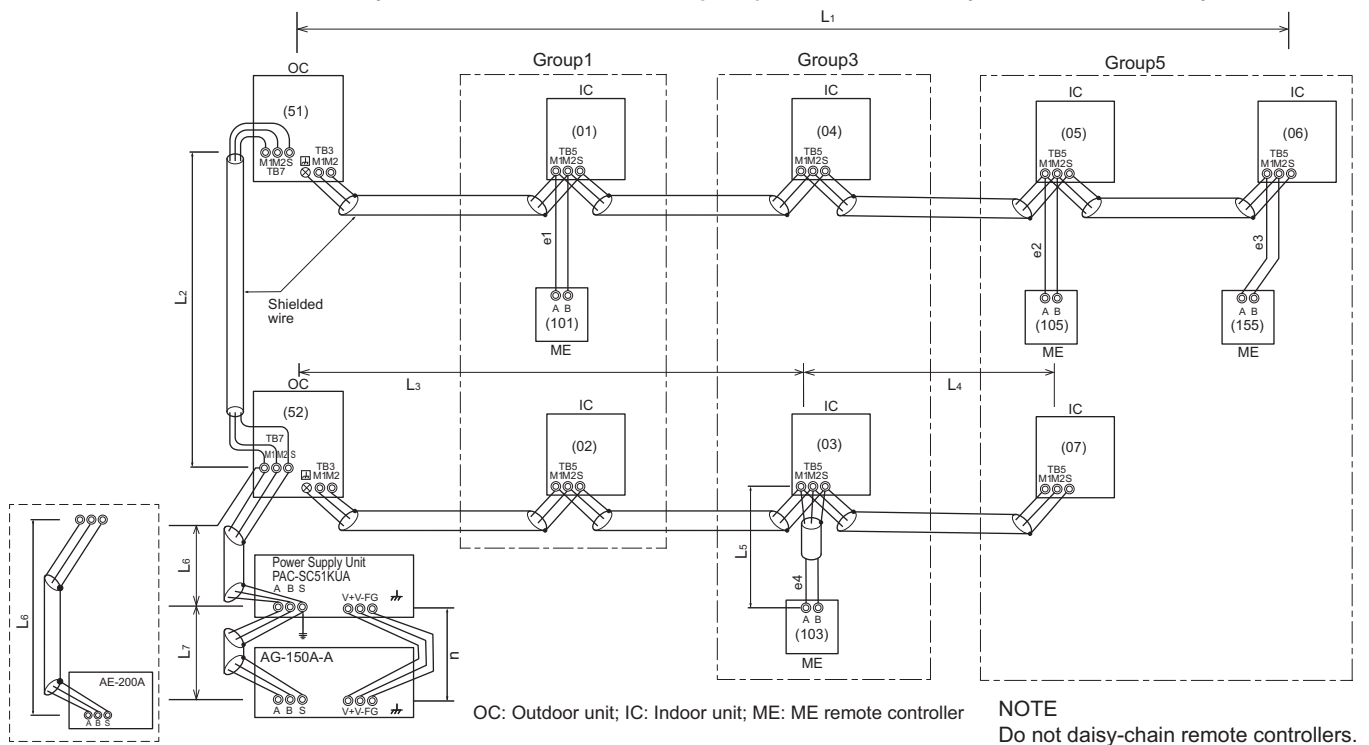 L1
Group1
Group3
Group5
OC
IC
IC
IC
IC
(51)
(01)
(04)
(05)
(06)
TB3
TB5
TB5
TB5
TB5
M1M2S
M1M2
M1M2S
M1M2S
M1M2S
M1M2S
TB7
e1
e2
e3
L2
Shielded
wire
A B
(101)
ME
A B
(105)
ME
A B
(155)
ME
L3
L4
OC
IC
IC
IC
(52)
(02)
(03)
(07)
TB7
M1M2 S
TB3
M1M2
TB5
M1M2S
TB5
M1M2S
TB5
M1M2S
L5
e4
A B
(103)
ME
L6
L6
Power Supply Unit
PAC-SC51KUA
A B S
V+V-FG
L7
n
AG-150A-A
A B S
V+V-FG
AE-200A
A B S
OC: Outdoor unit; IC: Indoor unit; ME: ME remote controller
NOTE
Do not daisy-chain remote controllers.